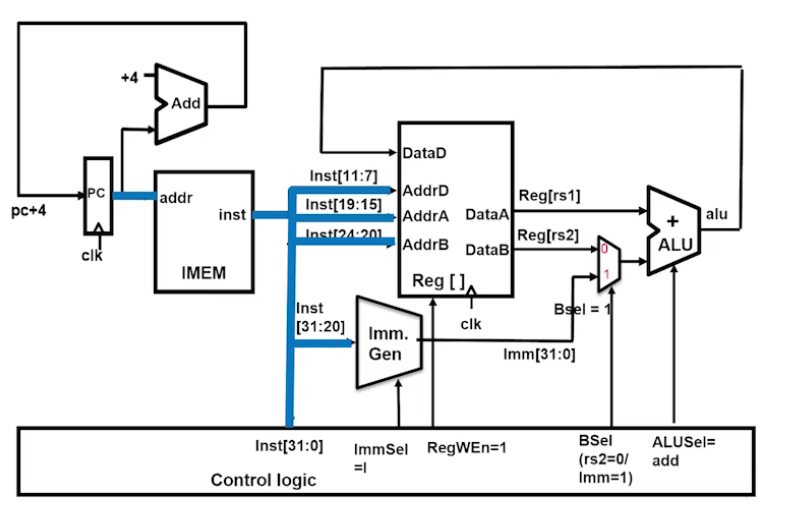 +4
Add
DataD
Inst[11:7]
PC
addr
AddrD
Reg[rs1]
Inst[19:15]
pc+4
inst
AddrA
DataA
+
alu
Inst[24:20]
Reg[rs2]
ALU
AddrB
DataB
0
clk
IMEM
Reg [ ]
1
Inst
[31:20]
clk
Bsel = 1
Imm.
Gen
Imm[31:0]
Inst[31:0]
ImmSel
=I
RegWEn=1
BSel
(rs2=0/
Imm=1)
ALUSel=
add
Control logic